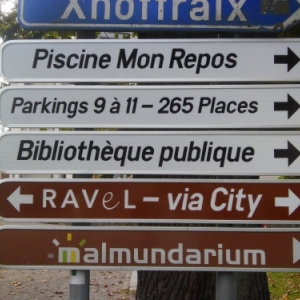 Xhoffraix
Piscine Mon Repos
Parkings 9 à 11 – 265 Places
Bibliothèque publique
RAVeL – via City
malmundarium